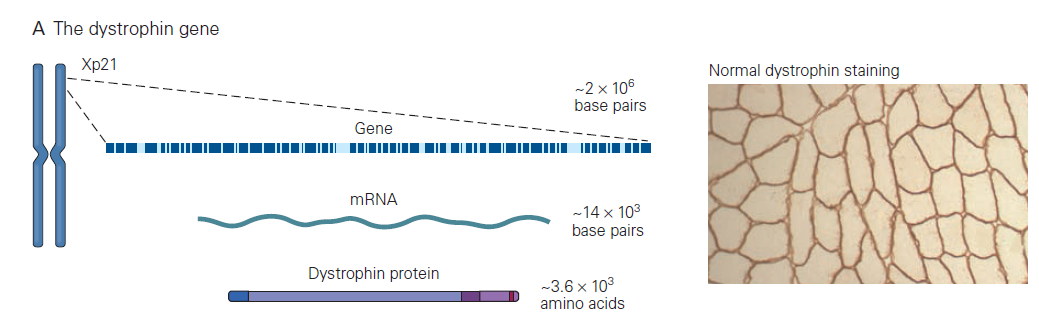 A The dystrophin gene
Xp21
~2 × 10⁶
base pairs
Gene
mRNA
~14 × 10³
base pairs
Dystrophin protein
~3.6 × 10³
amino acids
Normal dystrophin staining